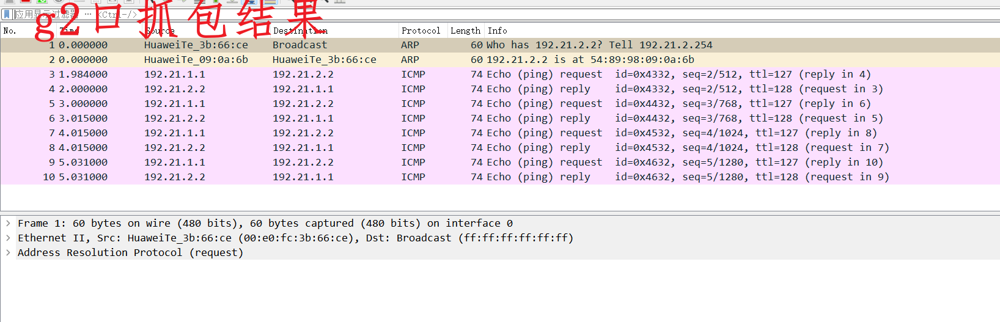 g2口抓包结果
应用显示过滤器 … <Ctrl-/>
No. Time Source Destination Protocol Length Info
1 0.000000 HuaweiTe_3b:66:ce Broadcast ARP 60 Who has 192.21.2.2? Tell 192.21.2.254
2 0.000000 HuaweiTe_09:0a:6b HuaweiTe_3b:66:ce ARP 60 192.21.2.2 is at 54:89:98:09:0a:6b
3 1.984000 192.21.1.1 192.21.2.2 ICMP 74 Echo (ping) request id=0x4332, seq=2/512, ttl=127 (reply in 4)
4 2.000000 192.21.2.2 192.21.1.1 ICMP 74 Echo (ping) reply id=0x4332, seq=2/512, ttl=128 (request in 3)
5 3.000000 192.21.1.1 192.21.2.2 ICMP 74 Echo (ping) request id=0x4432, seq=3/768, ttl=127 (reply in 6)
6 3.015000 192.21.2.2 192.21.1.1 ICMP 74 Echo (ping) reply id=0x4432, seq=3/768, ttl=128 (request in 5)
7 4.015000 192.21.1.1 192.21.2.2 ICMP 74 Echo (ping) request id=0x4532, seq=4/1024, ttl=127 (reply in 8)
8 4.015000 192.21.2.2 192.21.1.1 ICMP 74 Echo (ping) reply id=0x4532, seq=4/1024, ttl=128 (request in 7)
9 5.031000 192.21.1.1 192.21.2.2 ICMP 74 Echo (ping) request id=0x4632, seq=5/1280, ttl=127 (reply in 10)
10 5.031000 192.21.2.2 192.21.1.1 ICMP 74 Echo (ping) reply id=0x4632, seq=5/1280, ttl=128 (request in 9)
Frame 1: 60 bytes on wire (480 bits), 60 bytes captured (480 bits) on interface 0
Ethernet II, Src: HuaweiTe_3b:66:ce (00:e0:fc:3b:66:ce), Dst: Broadcast (ff:ff:ff:ff:ff:ff)
Address Resolution Protocol (request)